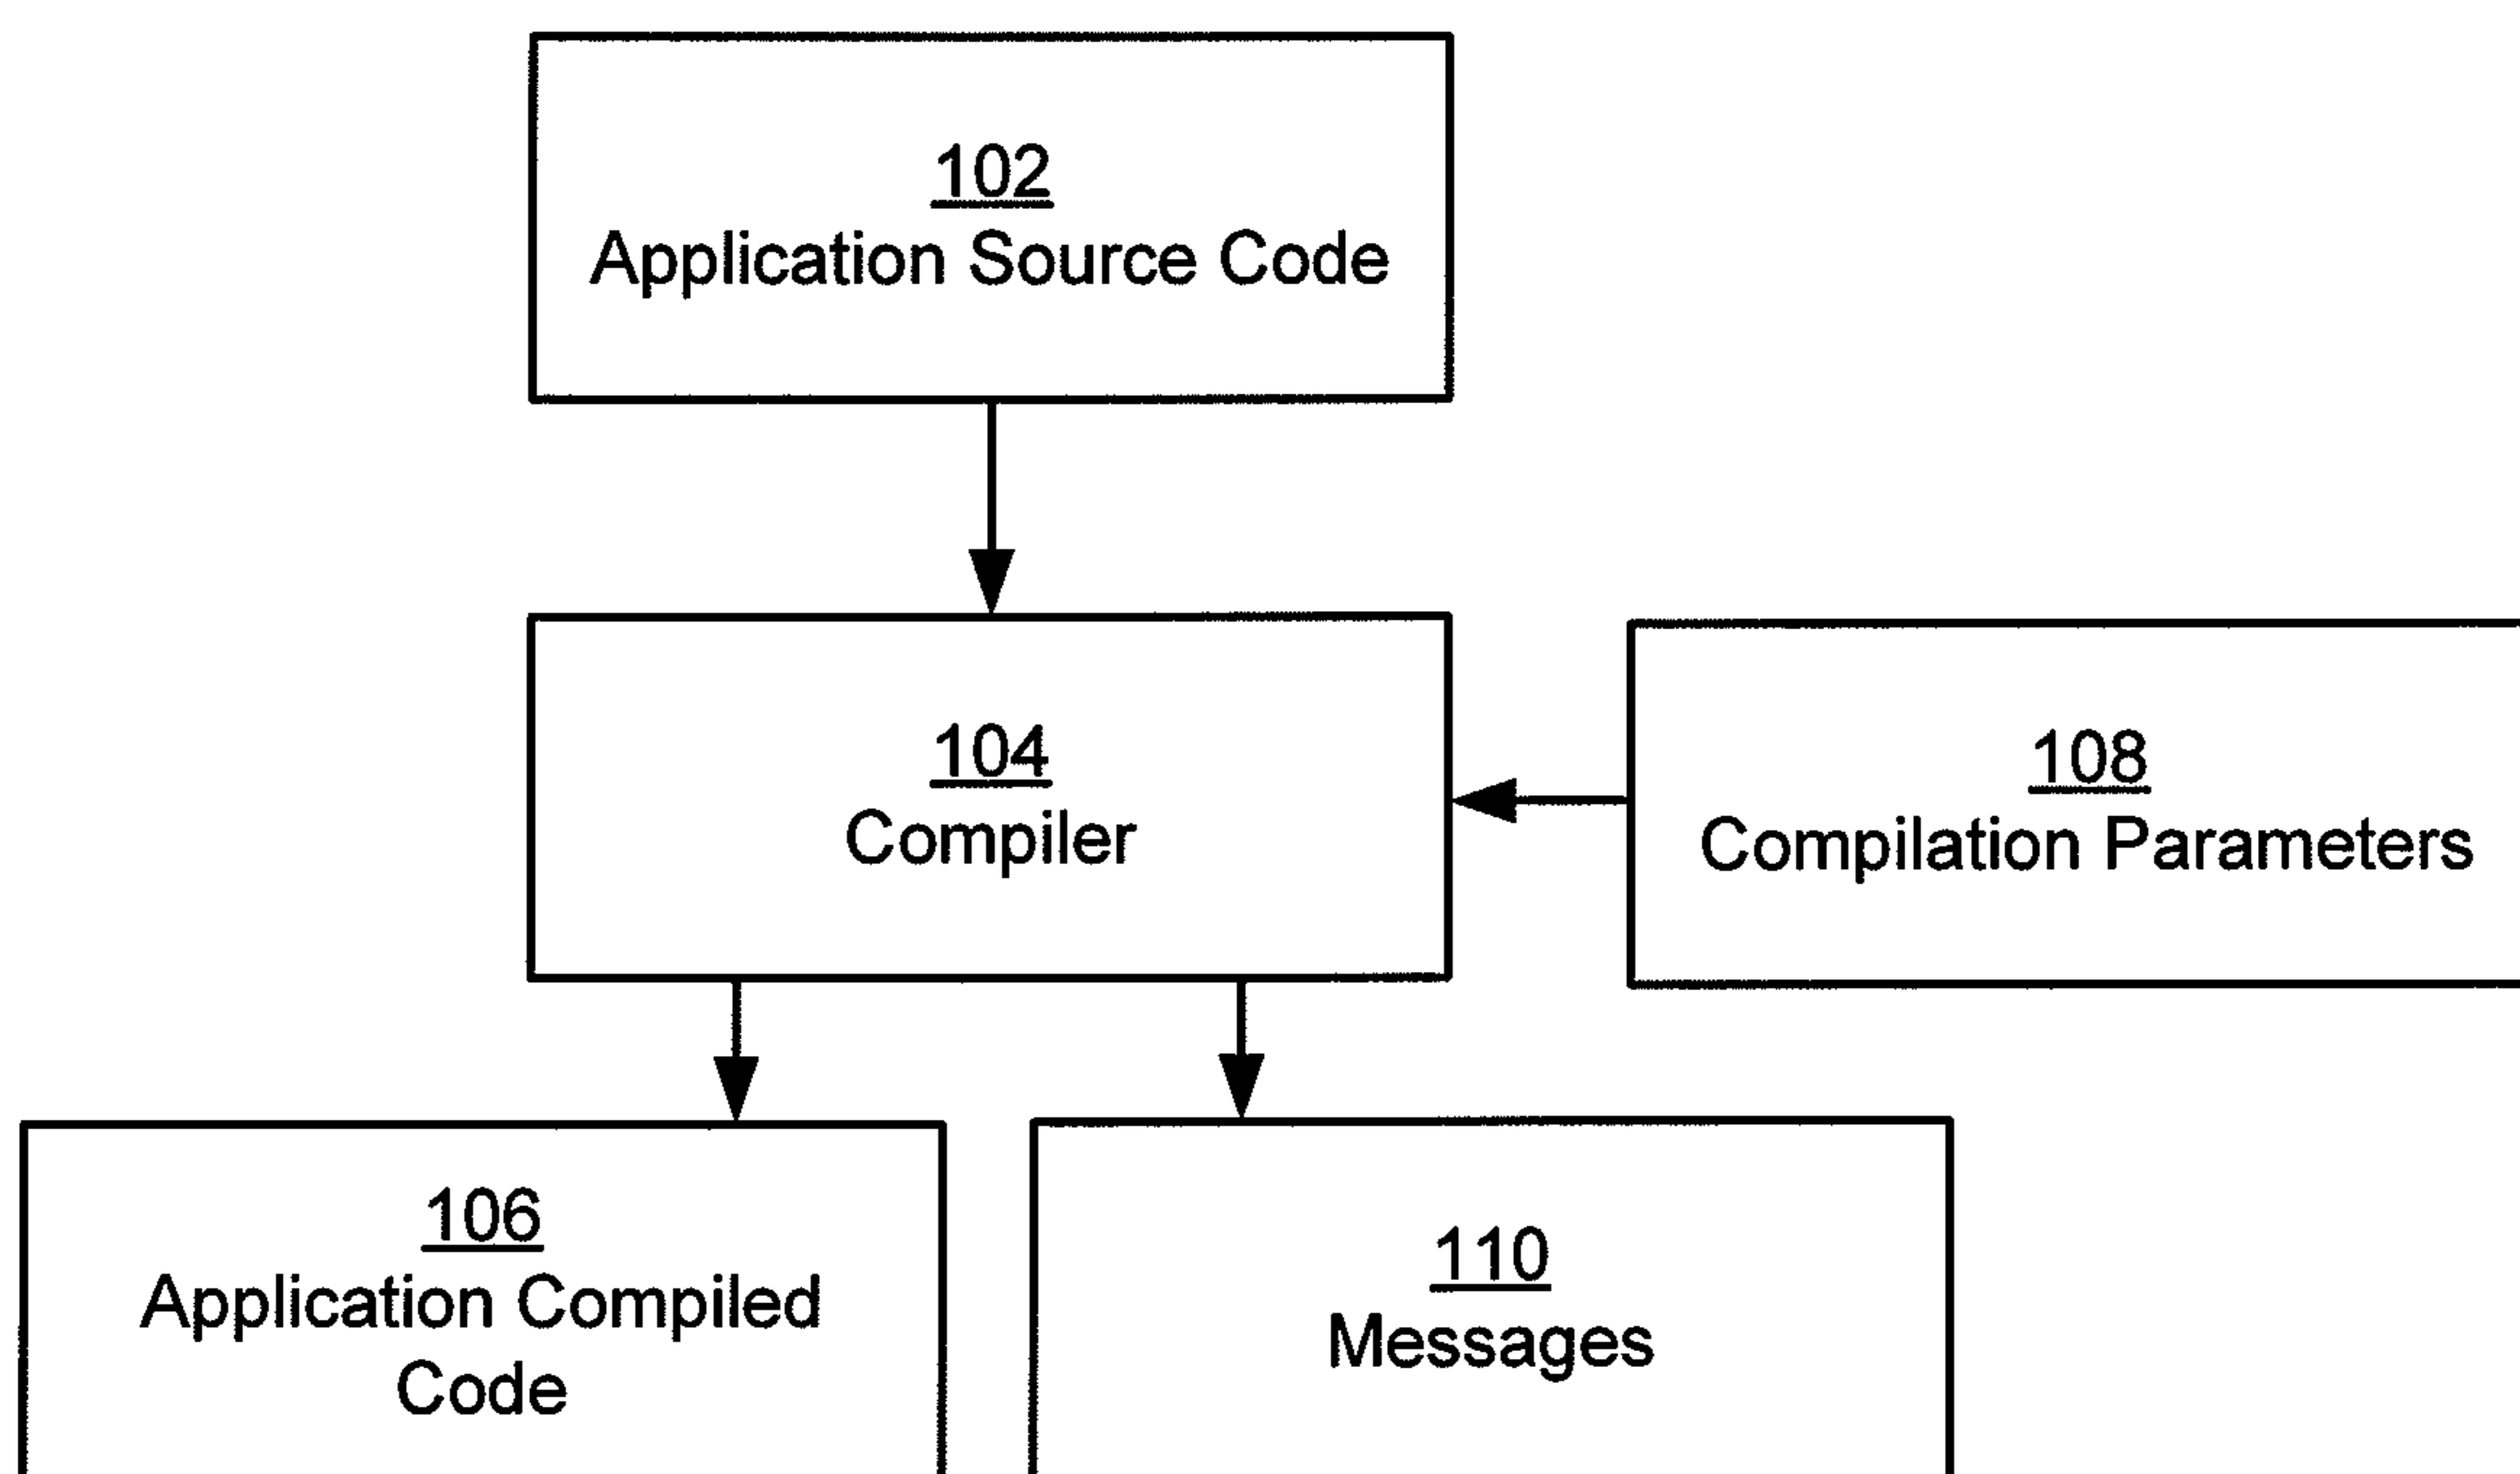 102
Application Source Code
104
Compiler
108
Compilation Parameters
106
Application Compiled
Code
110
Messages